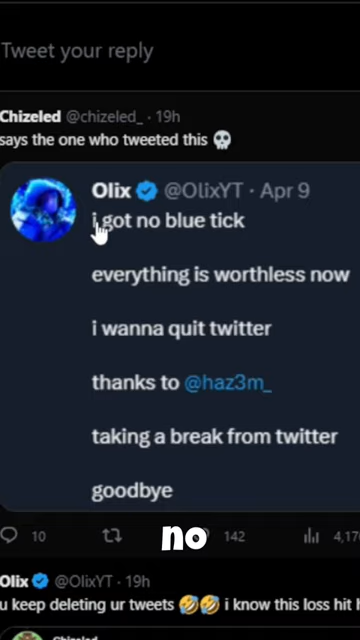 Tweet your reply
Chizeled @chizeled_ · 19h
says the one who tweeted this 💀
Olix @OlixYT · Apr 9
i got no blue tick
everything is worthless now
i wanna quit twitter
thanks to @haz3m_
taking a break from twitter
goodbye
10 142
no
Olix @OlixYT · 19h
u keep deleting ur tweets 🤣🤣 i know this loss hit
Chizeled